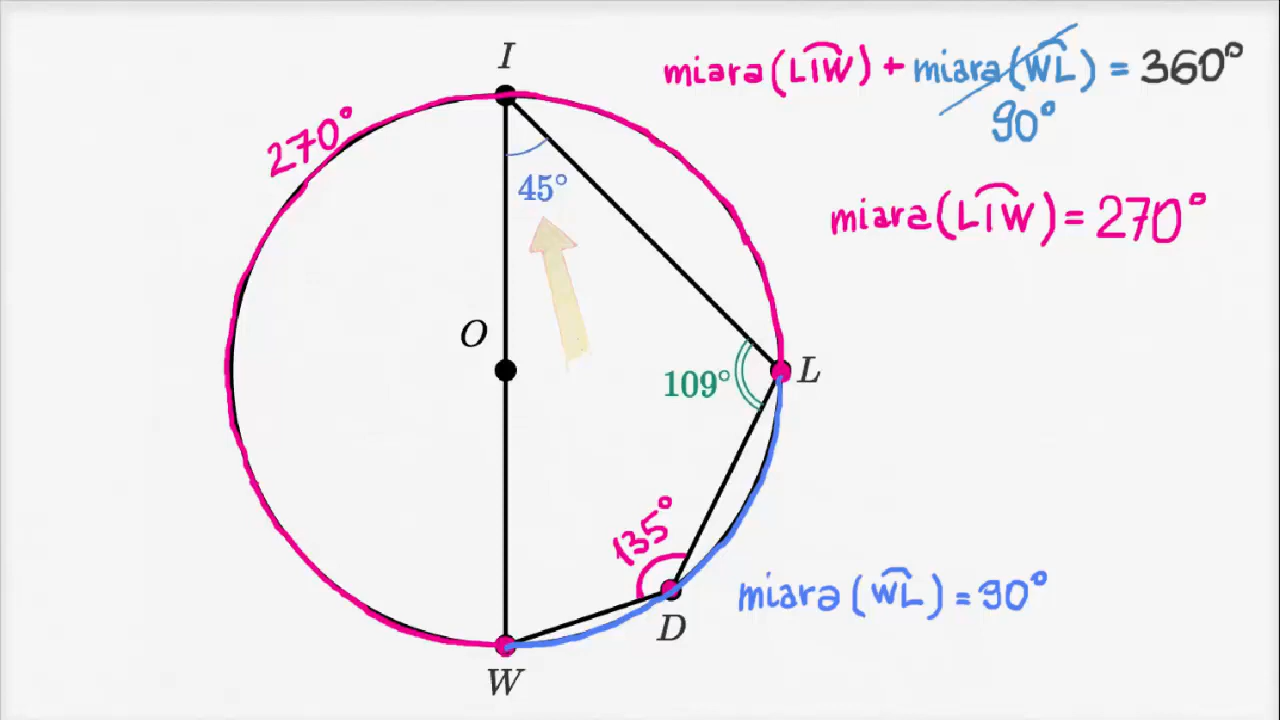 I
miara(LIW) + miara(WL) = 360°
90°
270°
45°
miara(LIW) = 270°
O
109°
L
135°
miara(WL) = 90°
D
W